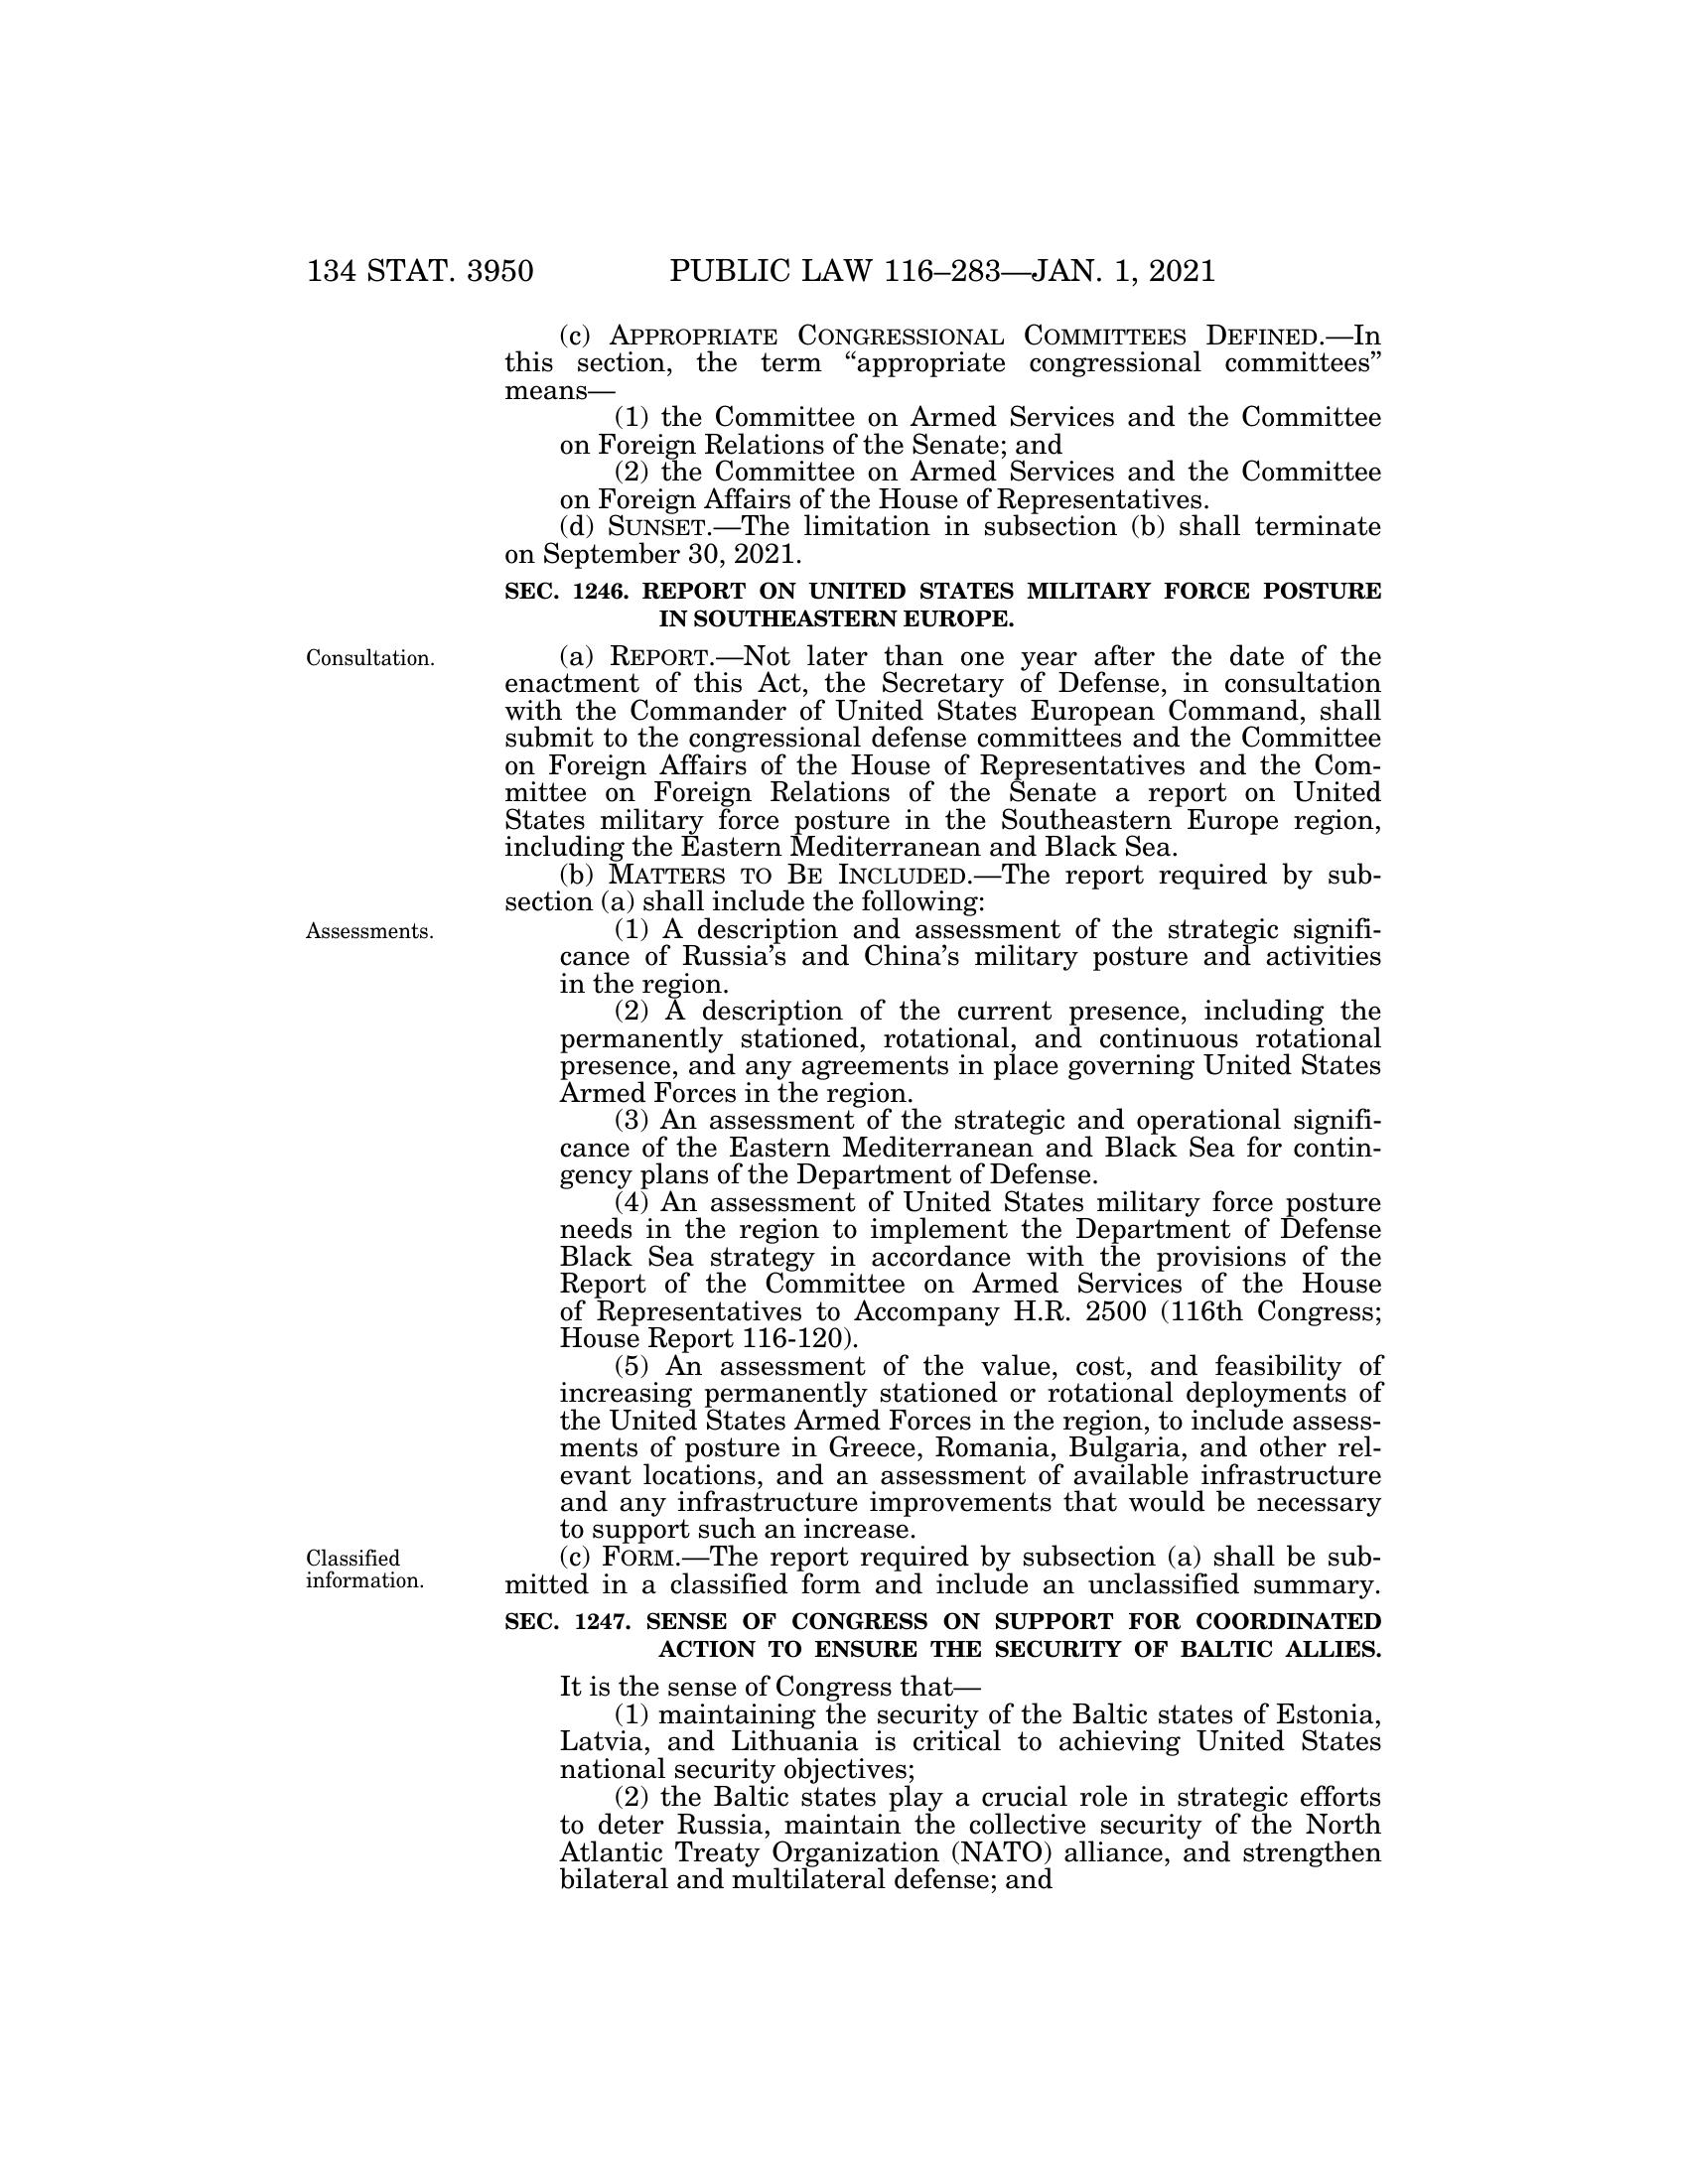 134 STAT. 3950
PUBLIC LAW 116–283—JAN. 1, 2021
(c) APPROPRIATE CONGRESSIONAL COMMITTEES DEFINED.—In
this section, the term “appropriate congressional committees”
means—
(1) the Committee on Armed Services and the Committee
on Foreign Relations of the Senate; and
(2) the Committee on Armed Services and the Committee
on Foreign Affairs of the House of Representatives.
(d) SUNSET.—The limitation in subsection (b) shall terminate
on September 30, 2021.
SEC. 1246. REPORT ON UNITED STATES MILITARY FORCE POSTURE
IN SOUTHEASTERN EUROPE.
Consultation.
(a) REPORT.—Not later than one year after the date of the
enactment of this Act, the Secretary of Defense, in consultation
with the Commander of United States European Command, shall
submit to the congressional defense committees and the Committee
on Foreign Affairs of the House of Representatives and the Com-
mittee on Foreign Relations of the Senate a report on United
States military force posture in the Southeastern Europe region,
including the Eastern Mediterranean and Black Sea.
(b) MATTERS TO BE INCLUDED.—The report required by sub-
section (a) shall include the following:
Assessments.
(1) A description and assessment of the strategic signifi-
cance of Russia’s and China’s military posture and activities
in the region.
(2) A description of the current presence, including the
permanently stationed, rotational, and continuous rotational
presence, and any agreements in place governing United States
Armed Forces in the region.
(3) An assessment of the strategic and operational signifi-
cance of the Eastern Mediterranean and Black Sea for contin-
gency plans of the Department of Defense.
(4) An assessment of United States military force posture
needs in the region to implement the Department of Defense
Black Sea strategy in accordance with the provisions of the
Report of the Committee on Armed Services of the House
of Representatives to Accompany H.R. 2500 (116th Congress;
House Report 116-120).
(5) An assessment of the value, cost, and feasibility of
increasing permanently stationed or rotational deployments of
the United States Armed Forces in the region, to include assess-
ments of posture in Greece, Romania, Bulgaria, and other rel-
evant locations, and an assessment of available infrastructure
and any infrastructure improvements that would be necessary
to support such an increase.
Classified
information.
(c) FORM.—The report required by subsection (a) shall be sub-
mitted in a classified form and include an unclassified summary.
SEC. 1247. SENSE OF CONGRESS ON SUPPORT FOR COORDINATED
ACTION TO ENSURE THE SECURITY OF BALTIC ALLIES.
It is the sense of Congress that—
(1) maintaining the security of the Baltic states of Estonia,
Latvia, and Lithuania is critical to achieving United States
national security objectives;
(2) the Baltic states play a crucial role in strategic efforts
to deter Russia, maintain the collective security of the North
Atlantic Treaty Organization (NATO) alliance, and strengthen
bilateral and multilateral defense; and